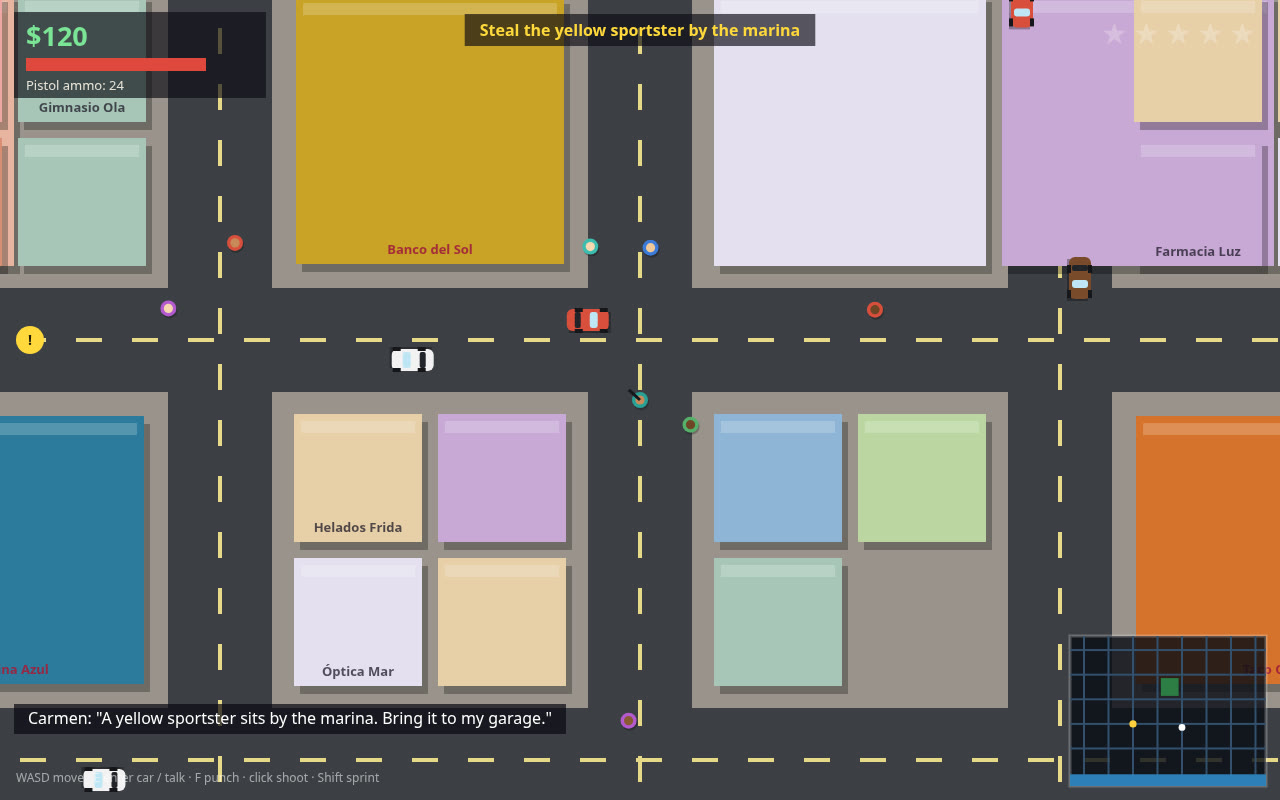 $120
Steal the yellow sportster by the marina
Pistol ammo: 24
Gimnasio Ola
Banco del Sol
Farmacia Luz
!
Helados Frida
Óptica Mar
na Azul
Carmen: "A yellow sportster sits by the marina. Bring it to my garage."
WASD move car / talk · F punch · click shoot · Shift sprint